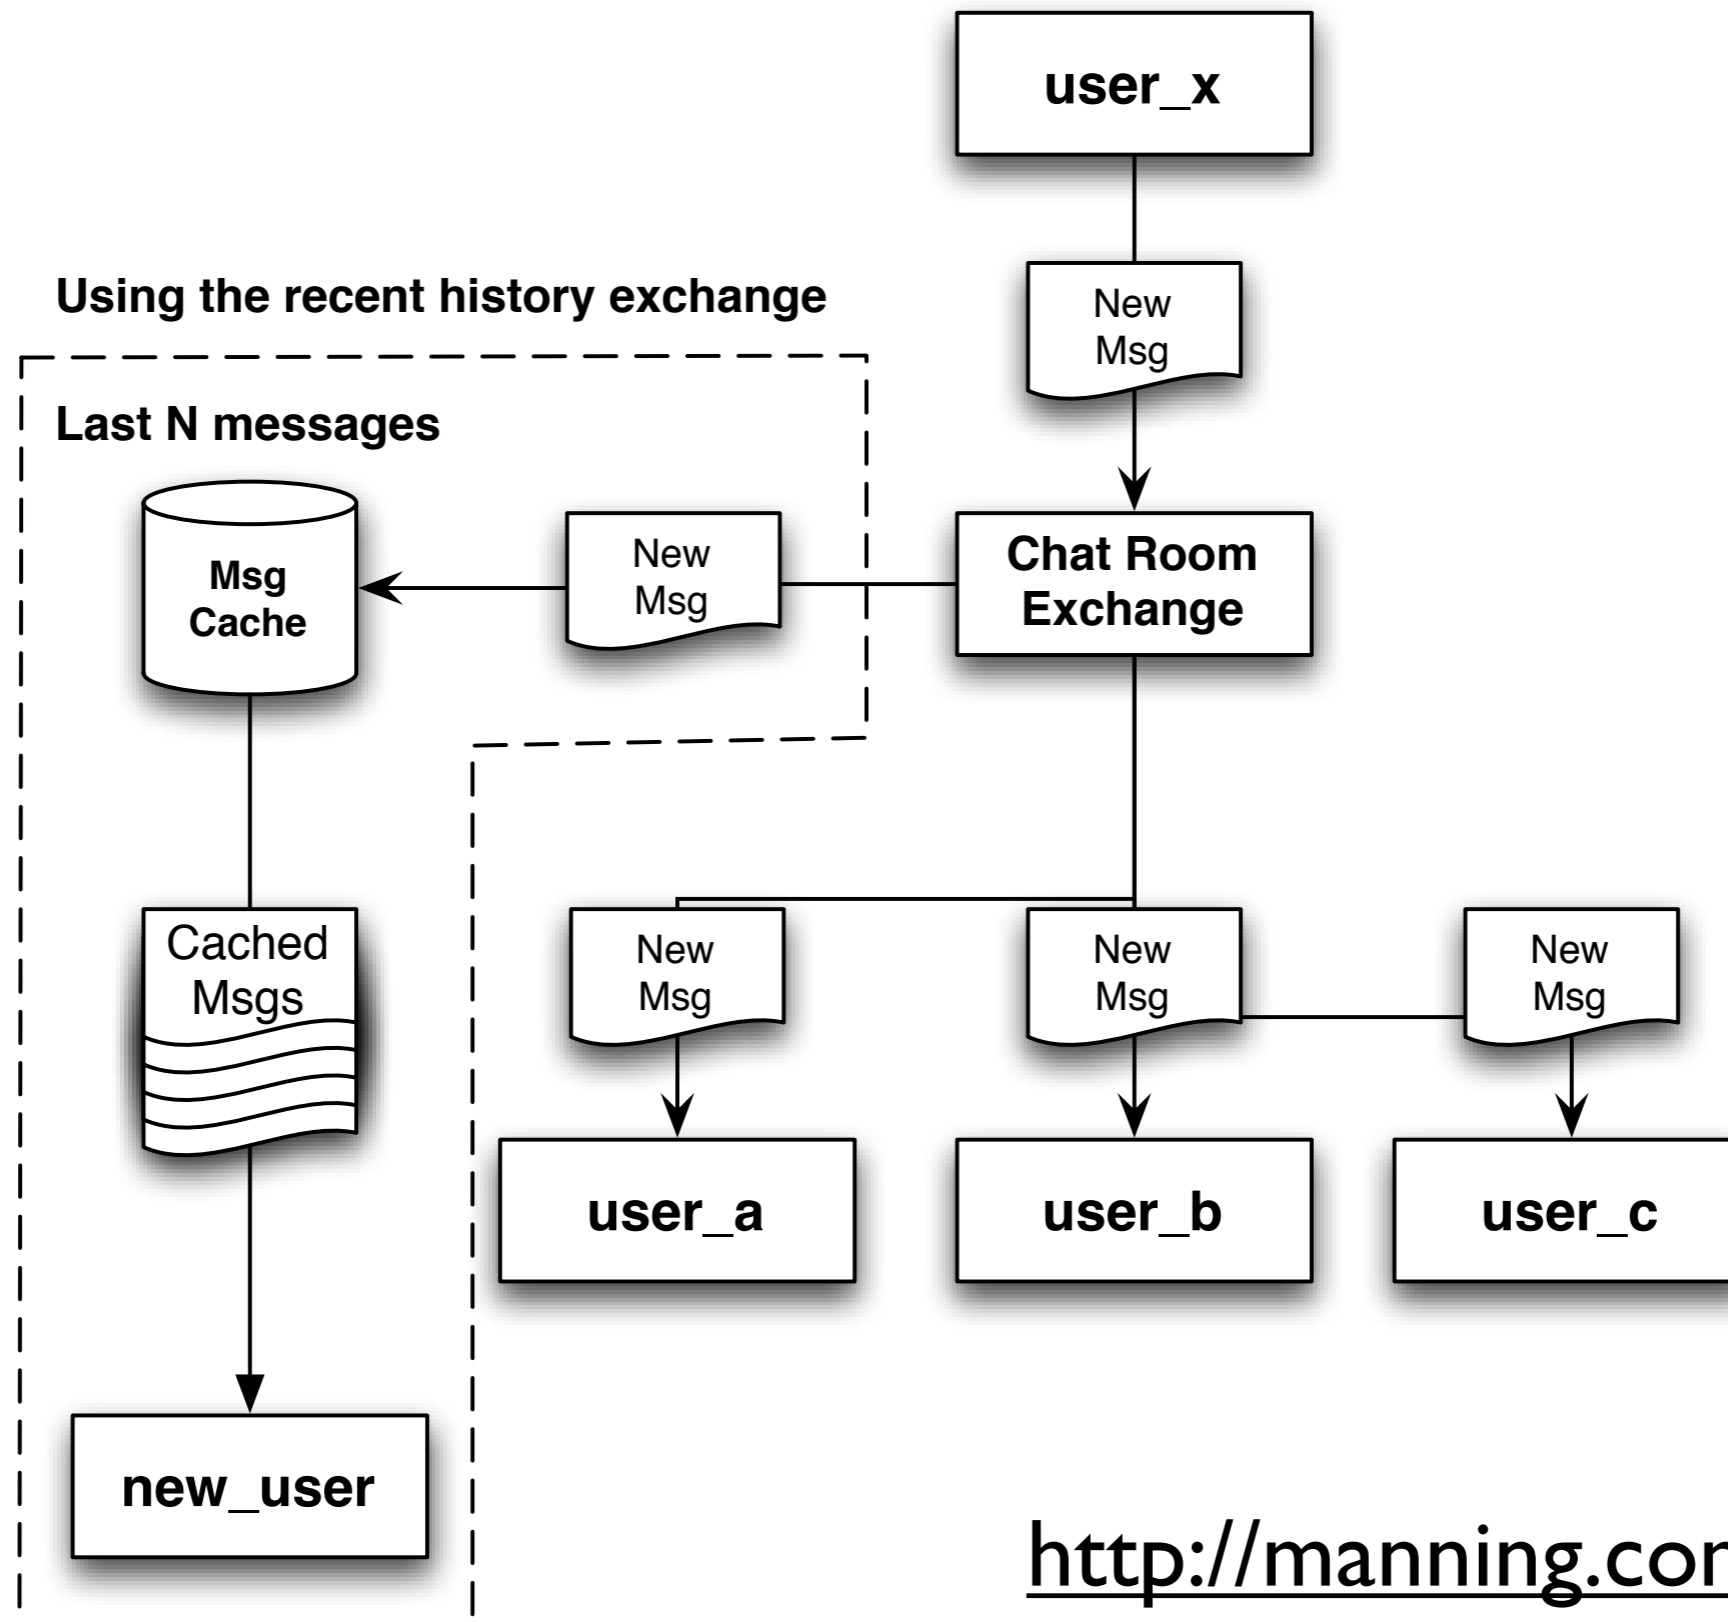 user_x
New
Msg
Using the recent history exchange
Last N messages
Msg
Cache
New
Msg
Chat Room
Exchange
Cached
Msgs
New
Msg
New
Msg
New
Msg
user_a
user_b
user_c
new_user
http://manning.com